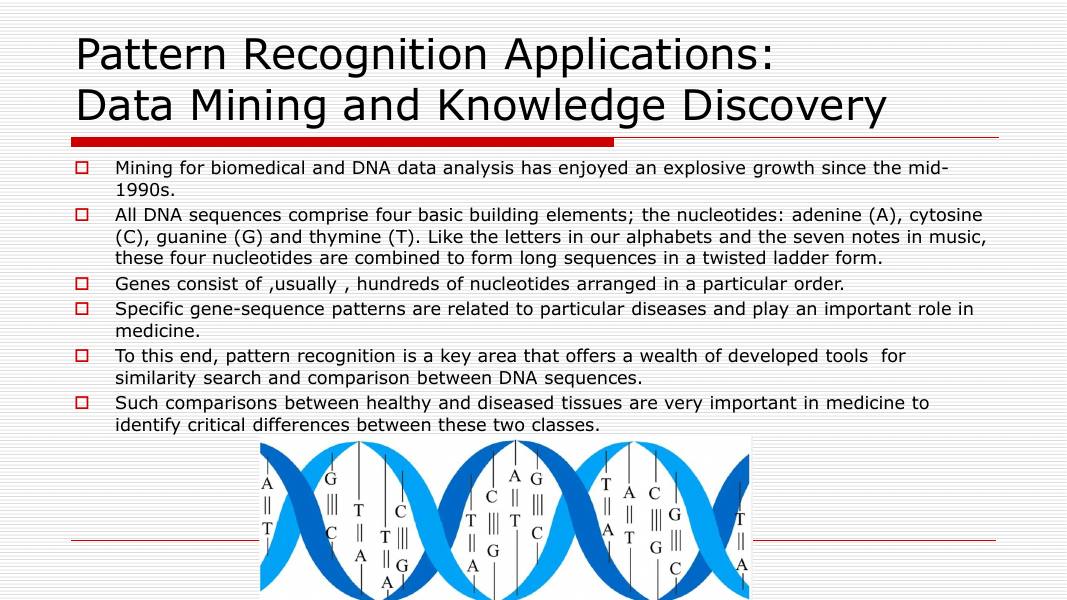 Pattern Recognition Applications:
Data Mining and Knowledge Discovery
Mining for biomedical and DNA data analysis has enjoyed an explosive growth since the mid-
1990s.
All DNA sequences comprise four basic building elements; the nucleotides: adenine (A), cytosine
(C), guanine (G) and thymine (T). Like the letters in our alphabets and the seven notes in music,
these four nucleotides are combined to form long sequences in a twisted ladder form.
Genes consist of ,usually , hundreds of nucleotides arranged in a particular order.
Specific gene-sequence patterns are related to particular diseases and play an important role in
medicine.
To this end, pattern recognition is a key area that offers a wealth of developed tools  for
similarity search and comparison between DNA sequences.
Such comparisons between healthy and diseased tissues are very important in medicine to
identify critical differences between these two classes.
A G T C T C T C A G T A C G T
T C A G A G A G T C A T G C A